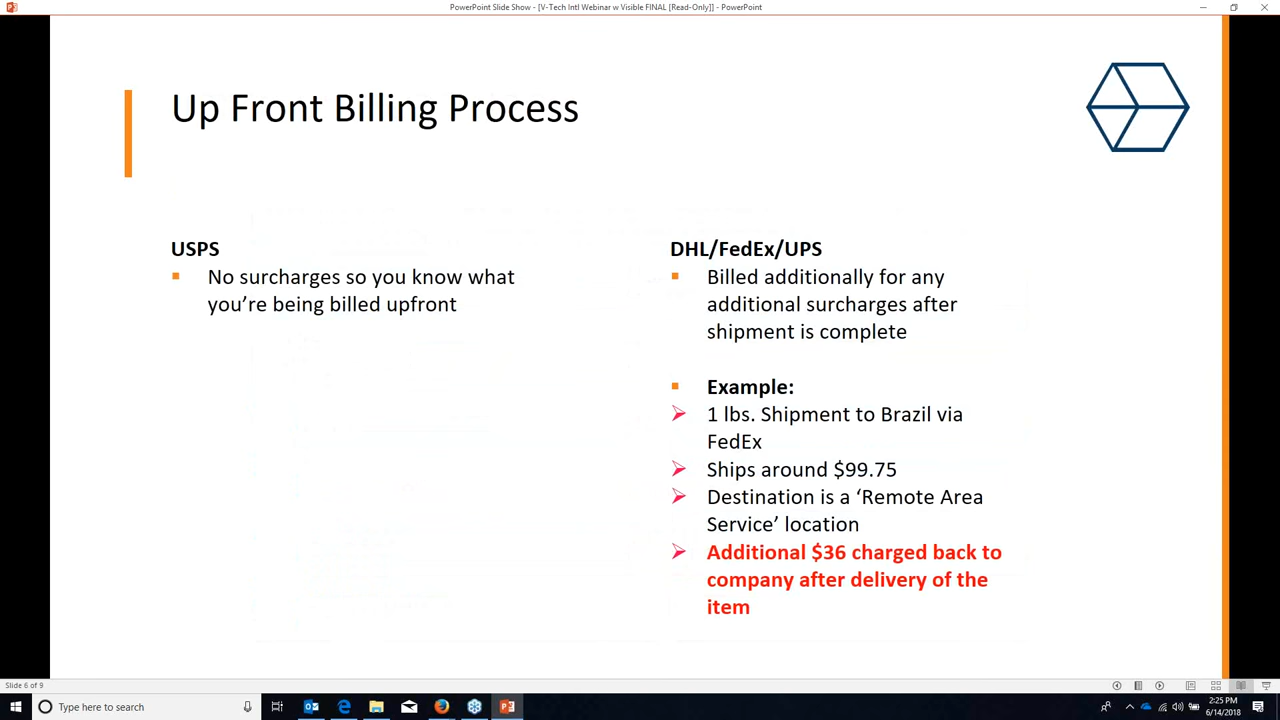 PowerPoint Slide Show - [V-Tech Intl Webinar w Visible FINAL [Read-Only]] - PowerPoint
Up Front Billing Process
USPS
No surcharges so you know what
you’re being billed upfront
DHL/FedEx/UPS
Billed additionally for any
additional surcharges after
shipment is complete
Example:
1 lbs. Shipment to Brazil via
FedEx
Ships around $99.75
Destination is a ‘Remote Area
Service’ location
Additional $36 charged back to
company after delivery of the
item
Slide 6 of 9
Type here to search
2:25 PM
6/14/2018